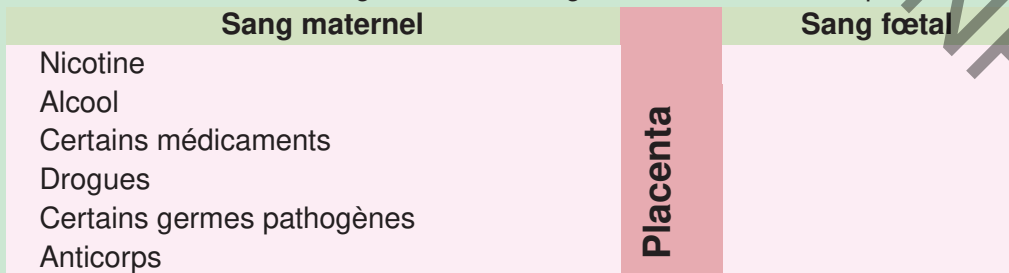 Sang maternel Sang fœtal
Nicotine
Alcool
Certains médicaments
Drogues
Certains germes pathogènes
Anticorps
Placenta